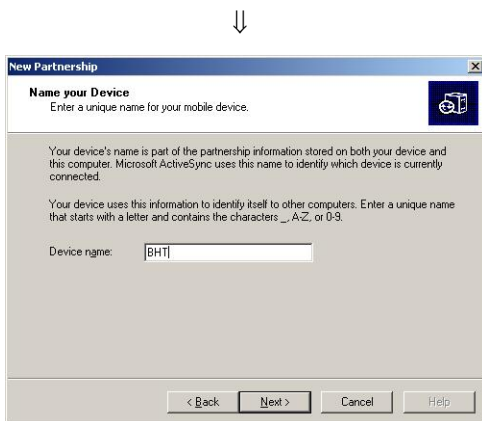 ⇓
New Partnership
Name your Device
Enter a unique name for your mobile device.
Your device's name is part of the partnership information stored on both your device and
this computer. Microsoft ActiveSync uses this name to identify which device is currently
connected.
Your device uses this information to identify itself to other computers. Enter a unique name
that starts with a letter and contains the characters _, A-Z, or 0-9.
Device name: BHT
< Back Next > Cancel Help